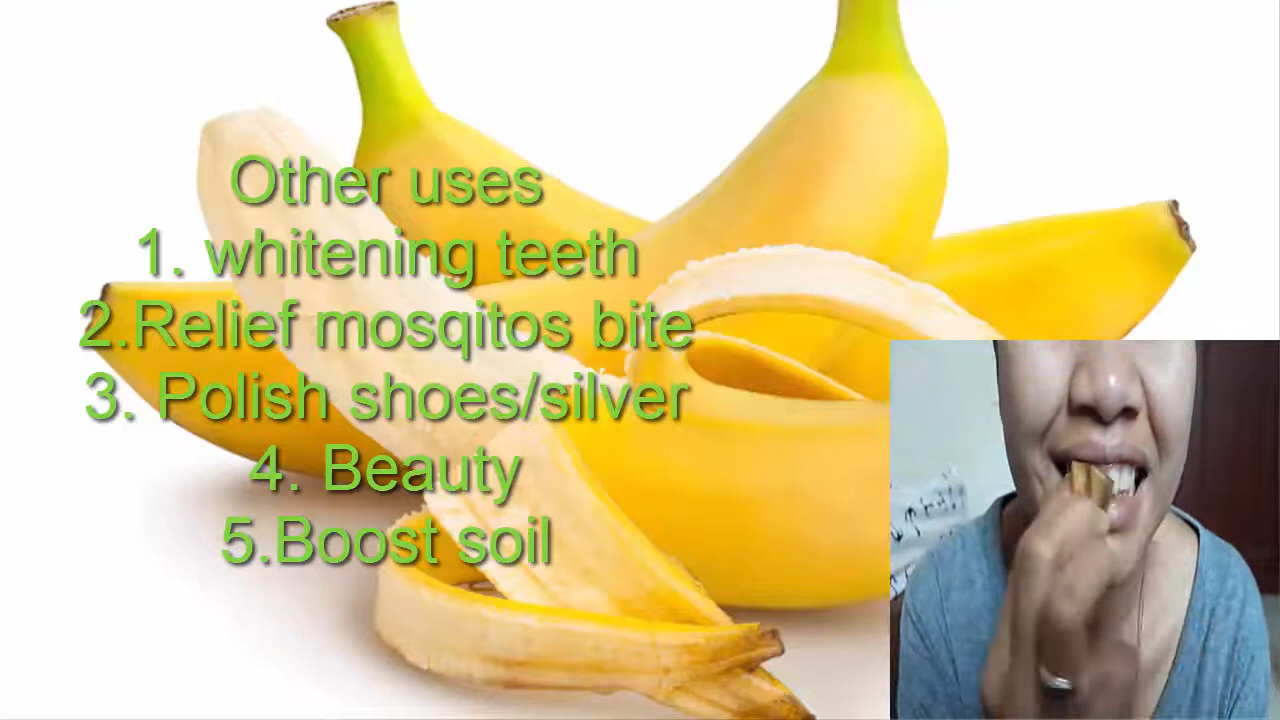 Other uses
1. whitening teeth
2.Relief mosqitos bite
3. Polish shoes/silver
4. Beauty
5.Boost soil